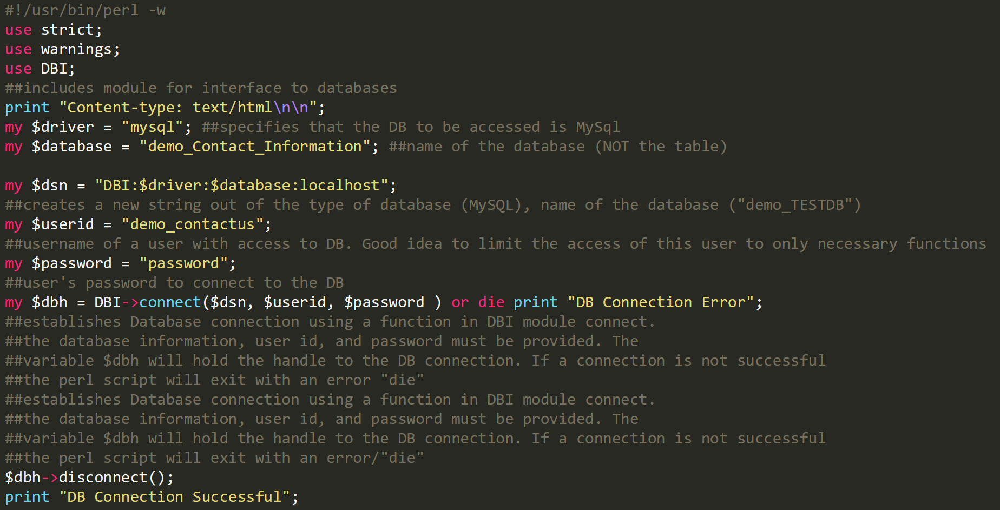 #!/usr/bin/perl -w
use strict;
use warnings;
use DBI;
##includes module for interface to databases
print "Content-type: text/html\n\n";
my $driver = "mysql"; ##specifies that the DB to be accessed is MySql
my $database = "demo_Contact_Information"; ##name of the database (NOT the table)
my $dsn = "DBI:$driver:$database:localhost";
##creates a new string out of the type of database (MySQL), name of the database ("demo_TESTDB")
my $userid = "demo_contactus";
##username of a user with access to DB. Good idea to limit the access of this user to only necessary functions
my $password = "password";
##user's password to connect to the DB
my $dbh = DBI->connect($dsn, $userid, $password ) or die print "DB Connection Error";
##establishes Database connection using a function in DBI module connect.
##the database information, user id, and password must be provided. The
##variable $dbh will hold the handle to the DB connection. If a connection is not successful
##the perl script will exit with an error "die"
##establishes Database connection using a function in DBI module connect.
##the database information, user id, and password must be provided. The
##variable $dbh will hold the handle to the DB connection. If a connection is not successful
##the perl script will exit with an error/"die"
$dbh->disconnect();
print "DB Connection Successful";